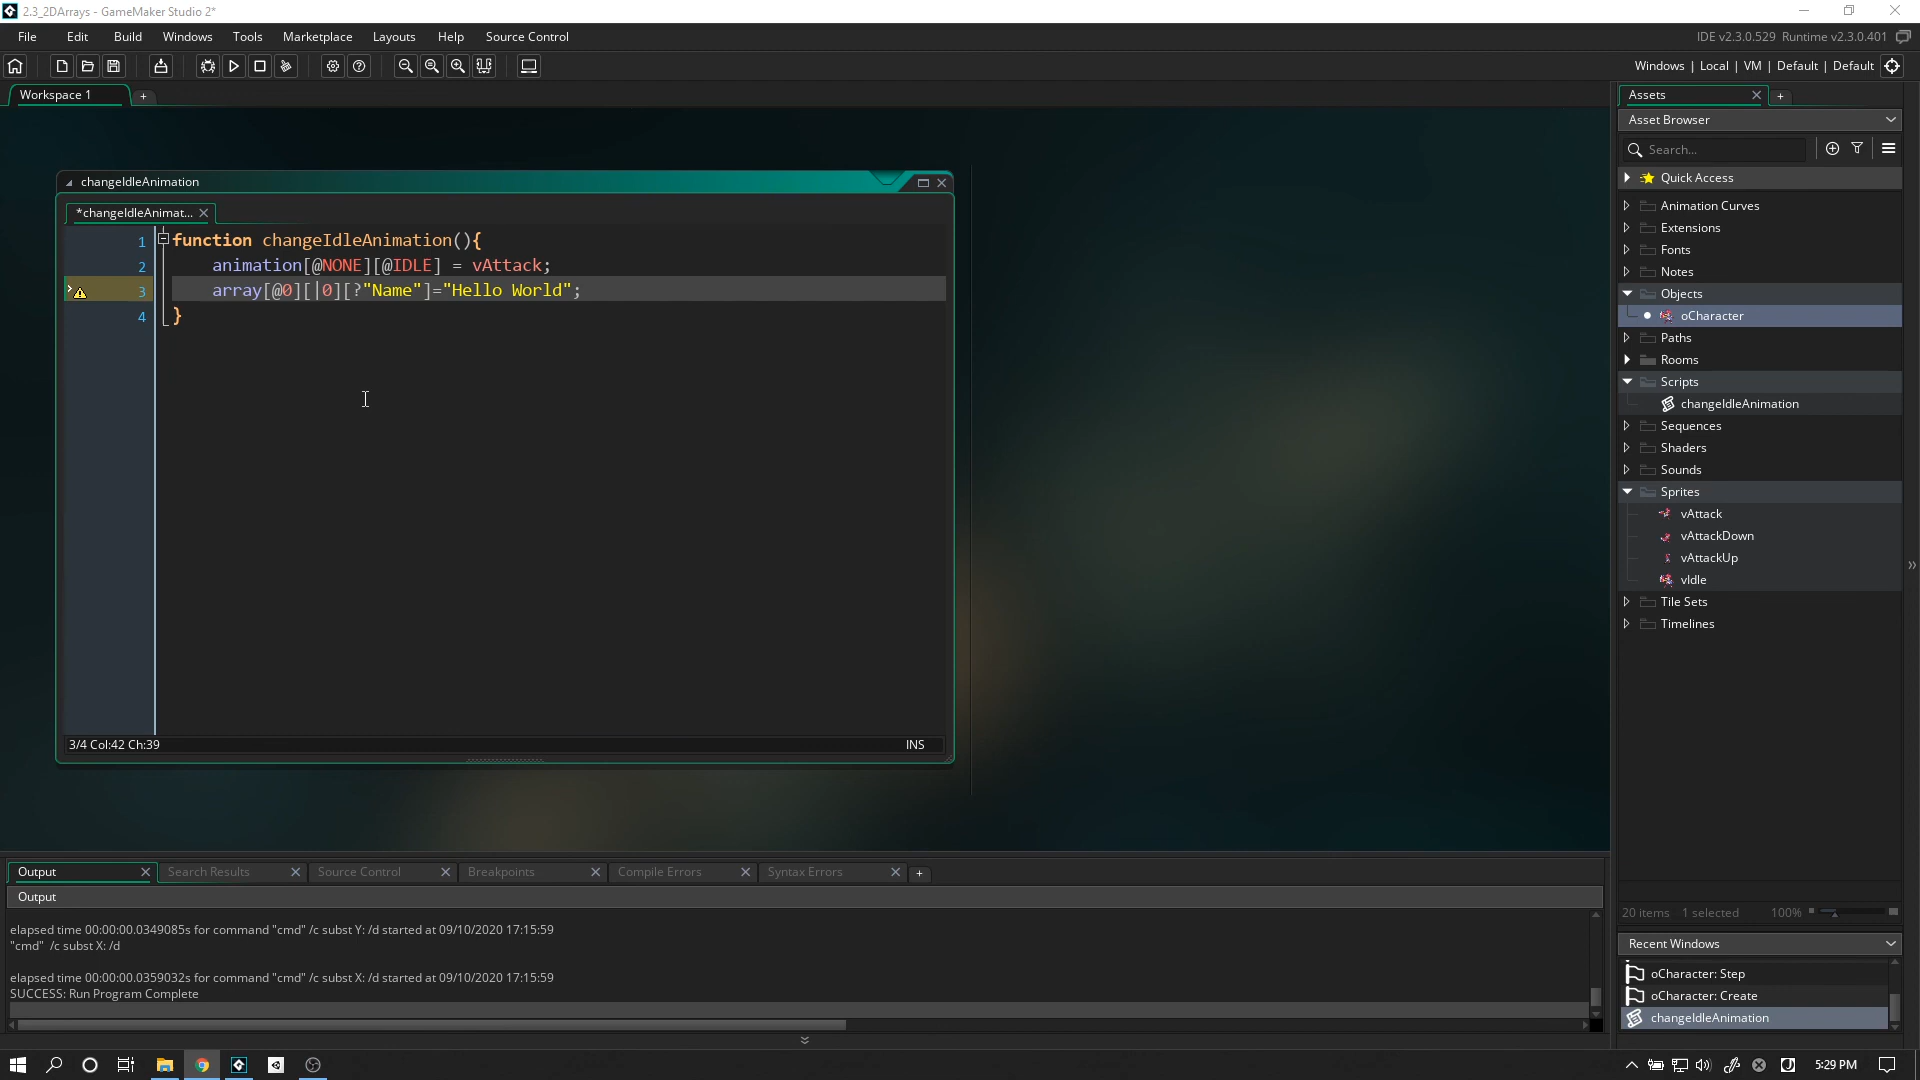 2.3_2DArrays - GameMaker Studio 2*
File Edit Build Windows Tools Marketplace Layouts Help Source Control
IDE v2.3.0.529 Runtime v2.3.0.401
Windows | Local | VM | Default | Default
Workspace 1
+
Assets
+
Asset Browser
Search...
Quick Access
Animation Curves
Extensions
Fonts
Notes
Objects
oCharacter
Paths
Rooms
Scripts
changeIdleAnimation
Sequences
Shaders
Sounds
Sprites
vAttack
vAttackDown
vAttackUp
vIdle
Tile Sets
Timelines
20 items 1 selected 100%
Recent Windows
oCharacter: Step
oCharacter: Create
changeIdleAnimation
changeIdleAnimation
*changeIdleAnimat...
1 function changeIdleAnimation(){
2 animation[@NONE][@IDLE] = vAttack;
3 array[@0][|0][?"Name"]="Hello World";
4 }
3/4 Col:42 Ch:39 INS
Output Search Results Source Control Breakpoints Compile Errors Syntax Errors +
Output
elapsed time 00:00:00.0349085s for command "cmd" /c subst Y: /d started at 09/10/2020 17:15:59
"cmd" /c subst X: /d
elapsed time 00:00:00.0359032s for command "cmd" /c subst X: /d started at 09/10/2020 17:15:59
SUCCESS: Run Program Complete
5:29 PM